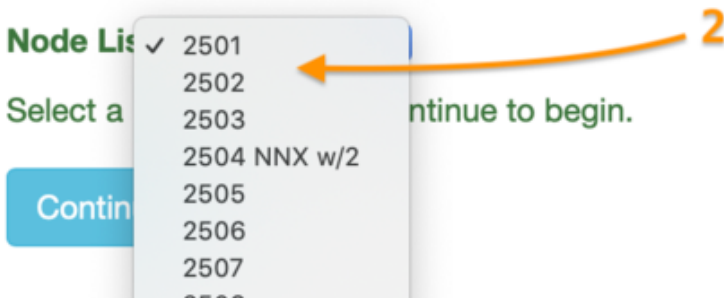 2
Node Lis
✓ 2501
2502
Select a
ntinue to begin.
2503
2504 NNX w/2
2505
Contin
2506
2507